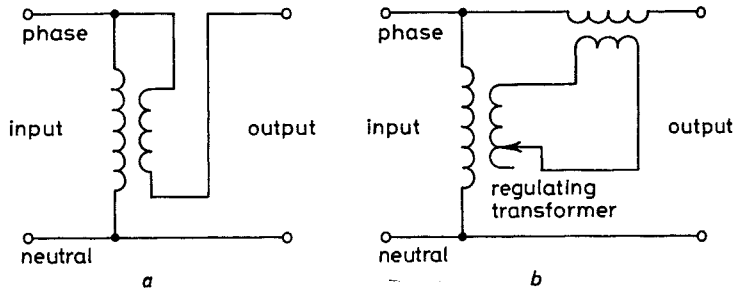 phase
input
output
neutral
a
phase
input
output
regulating
transformer
neutral
b